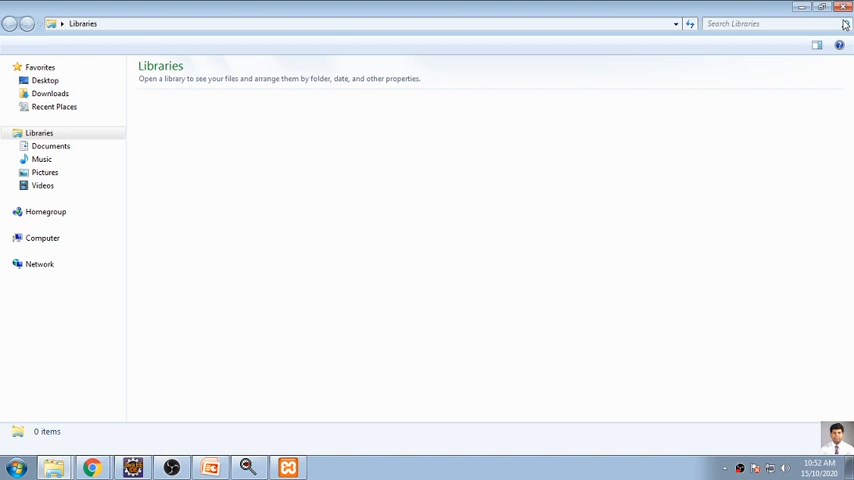 Libraries
Search Libraries
Favorites
Desktop
Downloads
Recent Places
Libraries
Documents
Music
Pictures
Videos
Homegroup
Computer
Network
Libraries
Open a library to see your files and arrange them by folder, date, and other properties.
0 items
10:52 AM
15/10/2020